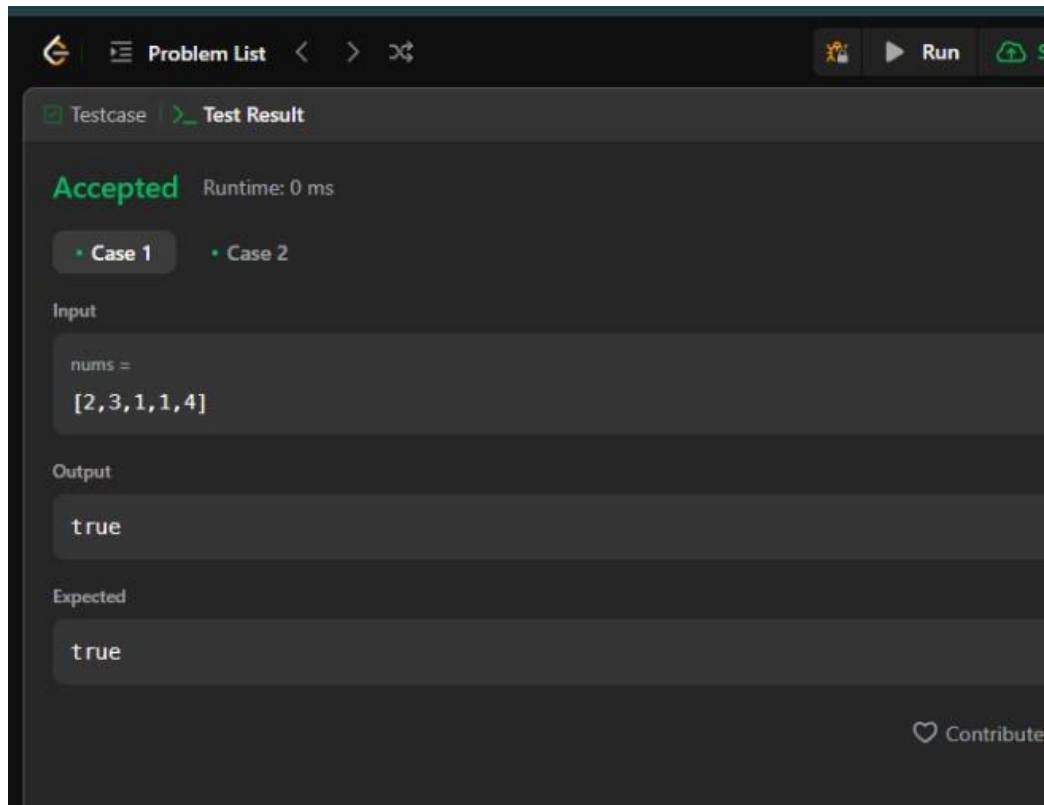 Problem List
Run
S
Testcase
Test Result
Accepted Runtime: 0 ms
Case 1 Case 2
Input
nums =
[2,3,1,1,4]
Output
true
Expected
true
Contribute